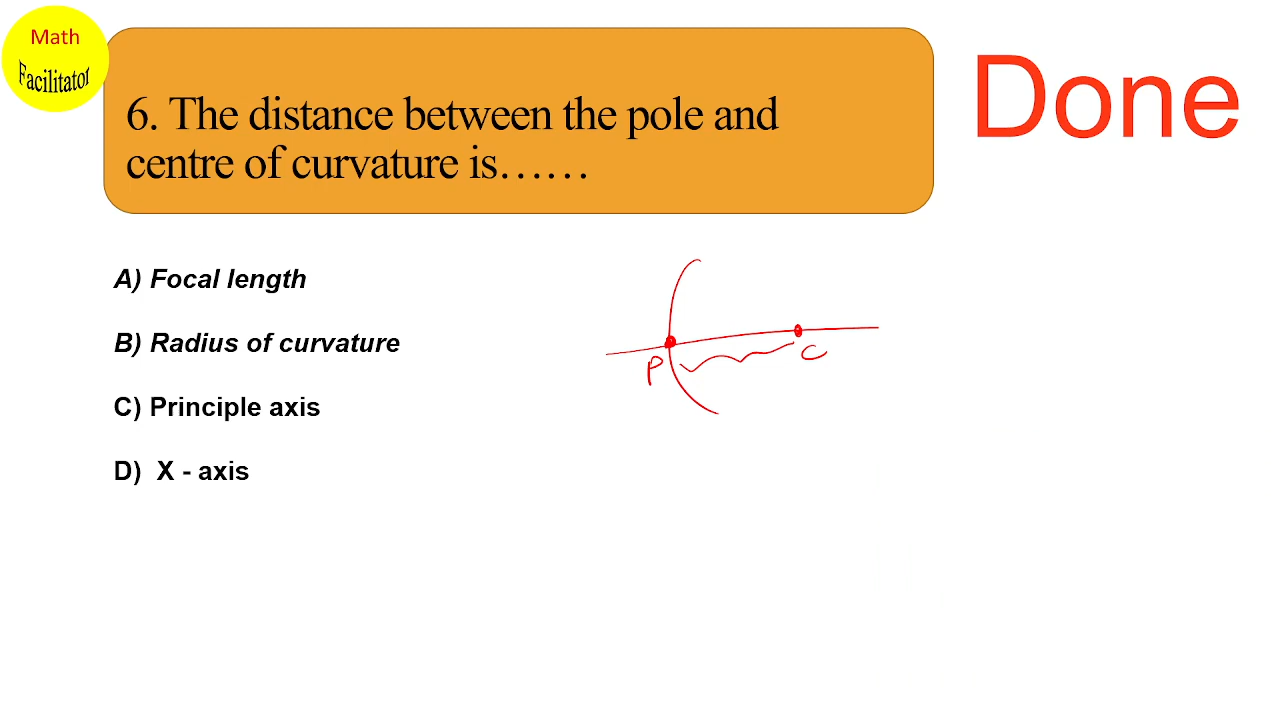 Math
Facilitator
6. The distance between the pole and
centre of curvature is……
Done
A) Focal length
B) Radius of curvature
C) Principle axis
D) X - axis
P
C